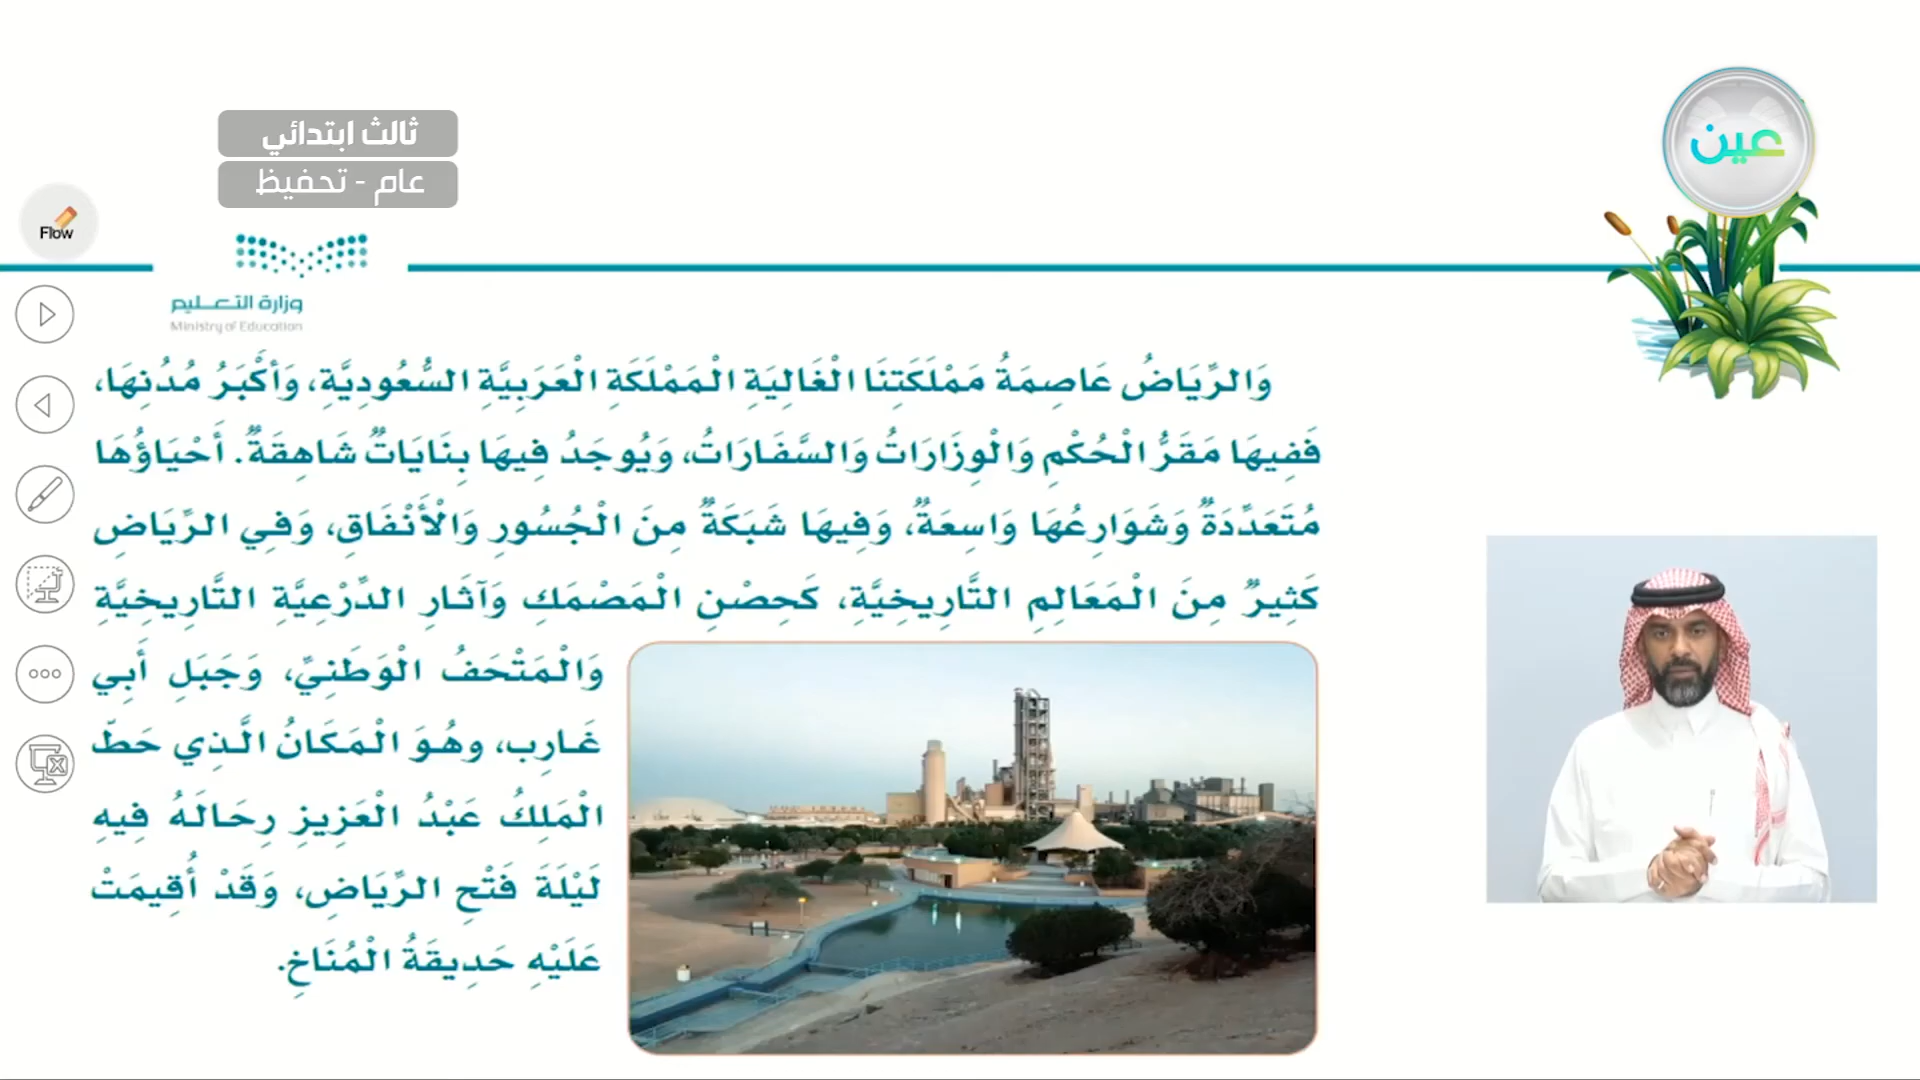 ثالث ابتدائي
عام - تحفيظ
عين
Flow
وزارة التعليم
Ministry of Education
وَالرِّيَاضُ عَاصِمَةُ مَمْلَكَتِنَا الْغَالِيَةِ الْمَمْلَكَةِ الْعَرَبِيَّةِ السُّعُودِيَّةِ، وَأَكْبَرُ مُدُنِهَا،
فَفِيهَا مَقَرُّ الْحُكْمِ وَالْوِزَارَاتُ وَالسَّفَارَاتُ، وَيُوجَدُ فِيهَا بِنَايَاتٌ شَاهِقَةٌ. أَحْيَاؤُهَا
مُتَعَدِّدَةٌ وَشَوَارِعُهَا وَاسِعَةٌ، وَفِيهَا شَبَكَةٌ مِنَ الْجُسُورِ وَالْأَنْفَاقِ، وَفِي الرِّيَاضِ
كَثِيرٌ مِنَ الْمَعَالِمِ التَّارِيخِيَّةِ، كَحِصْنِ الْمَصْمَكِ وَآثَارِ الدِّرْعِيَّةِ التَّارِيخِيَّةِ
وَالْمَتْحَفُ الْوَطَنِيِّ، وَجَبَلِ أَبِي
غَارِبِ، وهُوَ الْمَكَانُ الَّذِي حَطّ
الْمَلِكُ عَبْدُ الْعَزِيزِ رِحَالَهُ فِيهِ
لَيْلَةَ فَتْحِ الرِّيَاضِ، وَقَدْ أُقِيمَتْ
عَلَيْهِ حَدِيقَةُ الْمُنَاخِ.